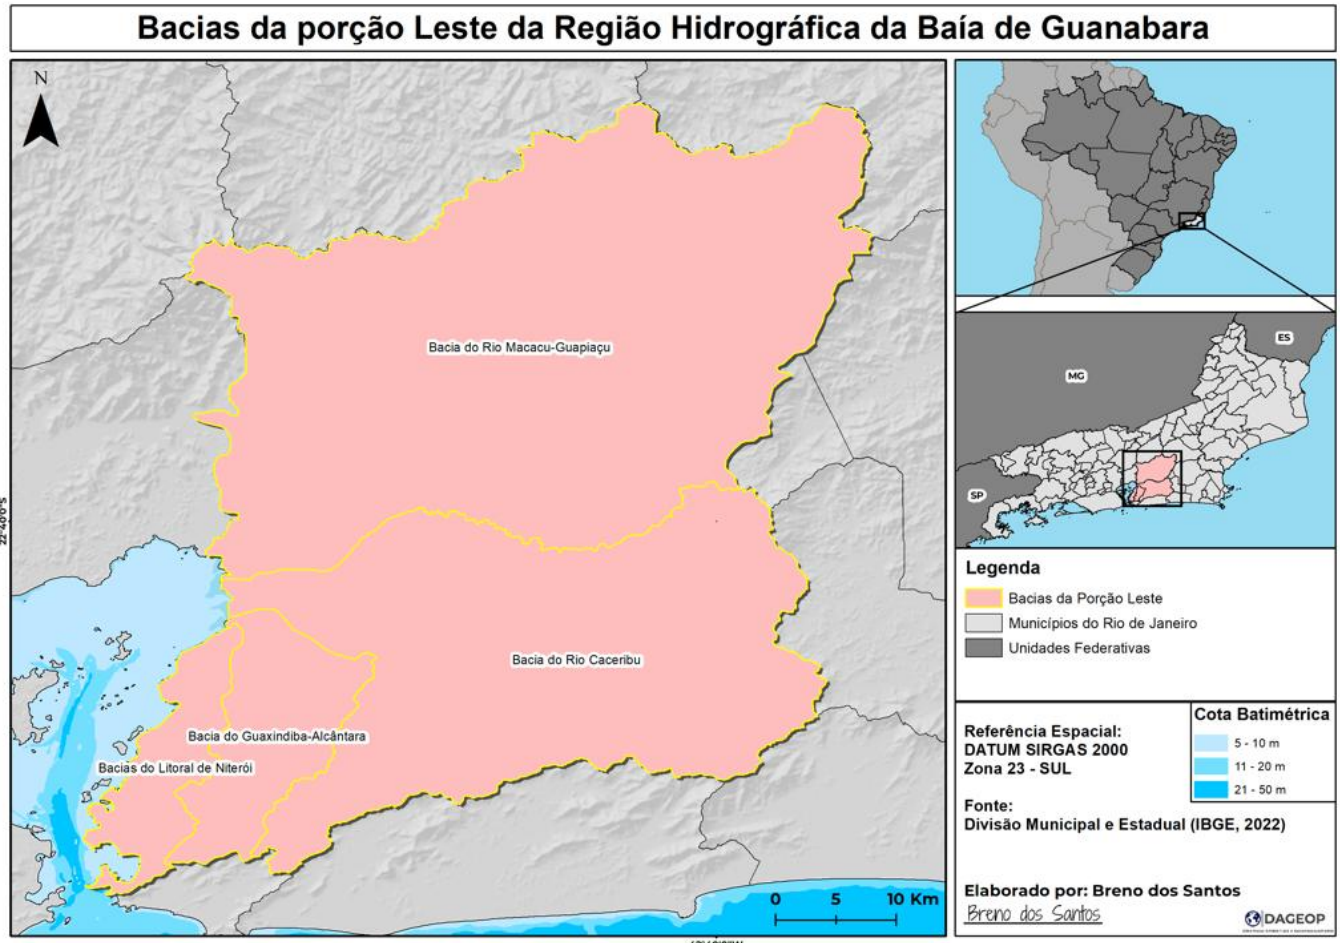 Bacias da porção Leste da Região Hidrográfica da Baía de Guanabara
N
Bacia do Rio Macacu-Guapiaçu
Bacia do Rio Caceribu
Bacia do Guaxindiba-Alcântara
Bacias do Litoral de Niterói
0 5 10 Km
ES
MG
SP
Legenda
Bacias da Porção Leste
Municípios do Rio de Janeiro
Unidades Federativas
Referência Espacial:
DATUM SIRGAS 2000
Zona 23 - SUL
Fonte:
Divisão Municipal e Estadual (IBGE, 2022)
Cota Batimétrica
5 - 10 m
11 - 20 m
21 - 50 m
Elaborado por: Breno dos Santos
Breno dos Santos
DAGEOP